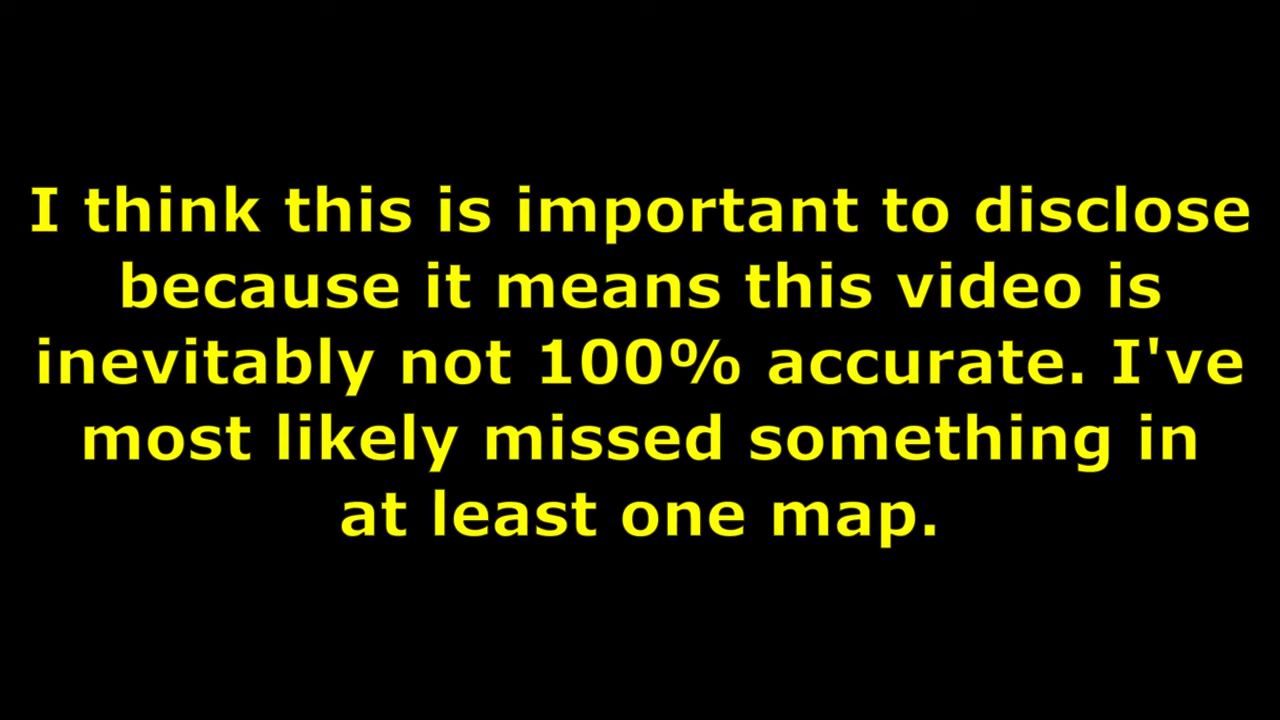 I think this is important to disclose
because it means this video is
inevitably not 100% accurate. I've
most likely missed something in
at least one map.